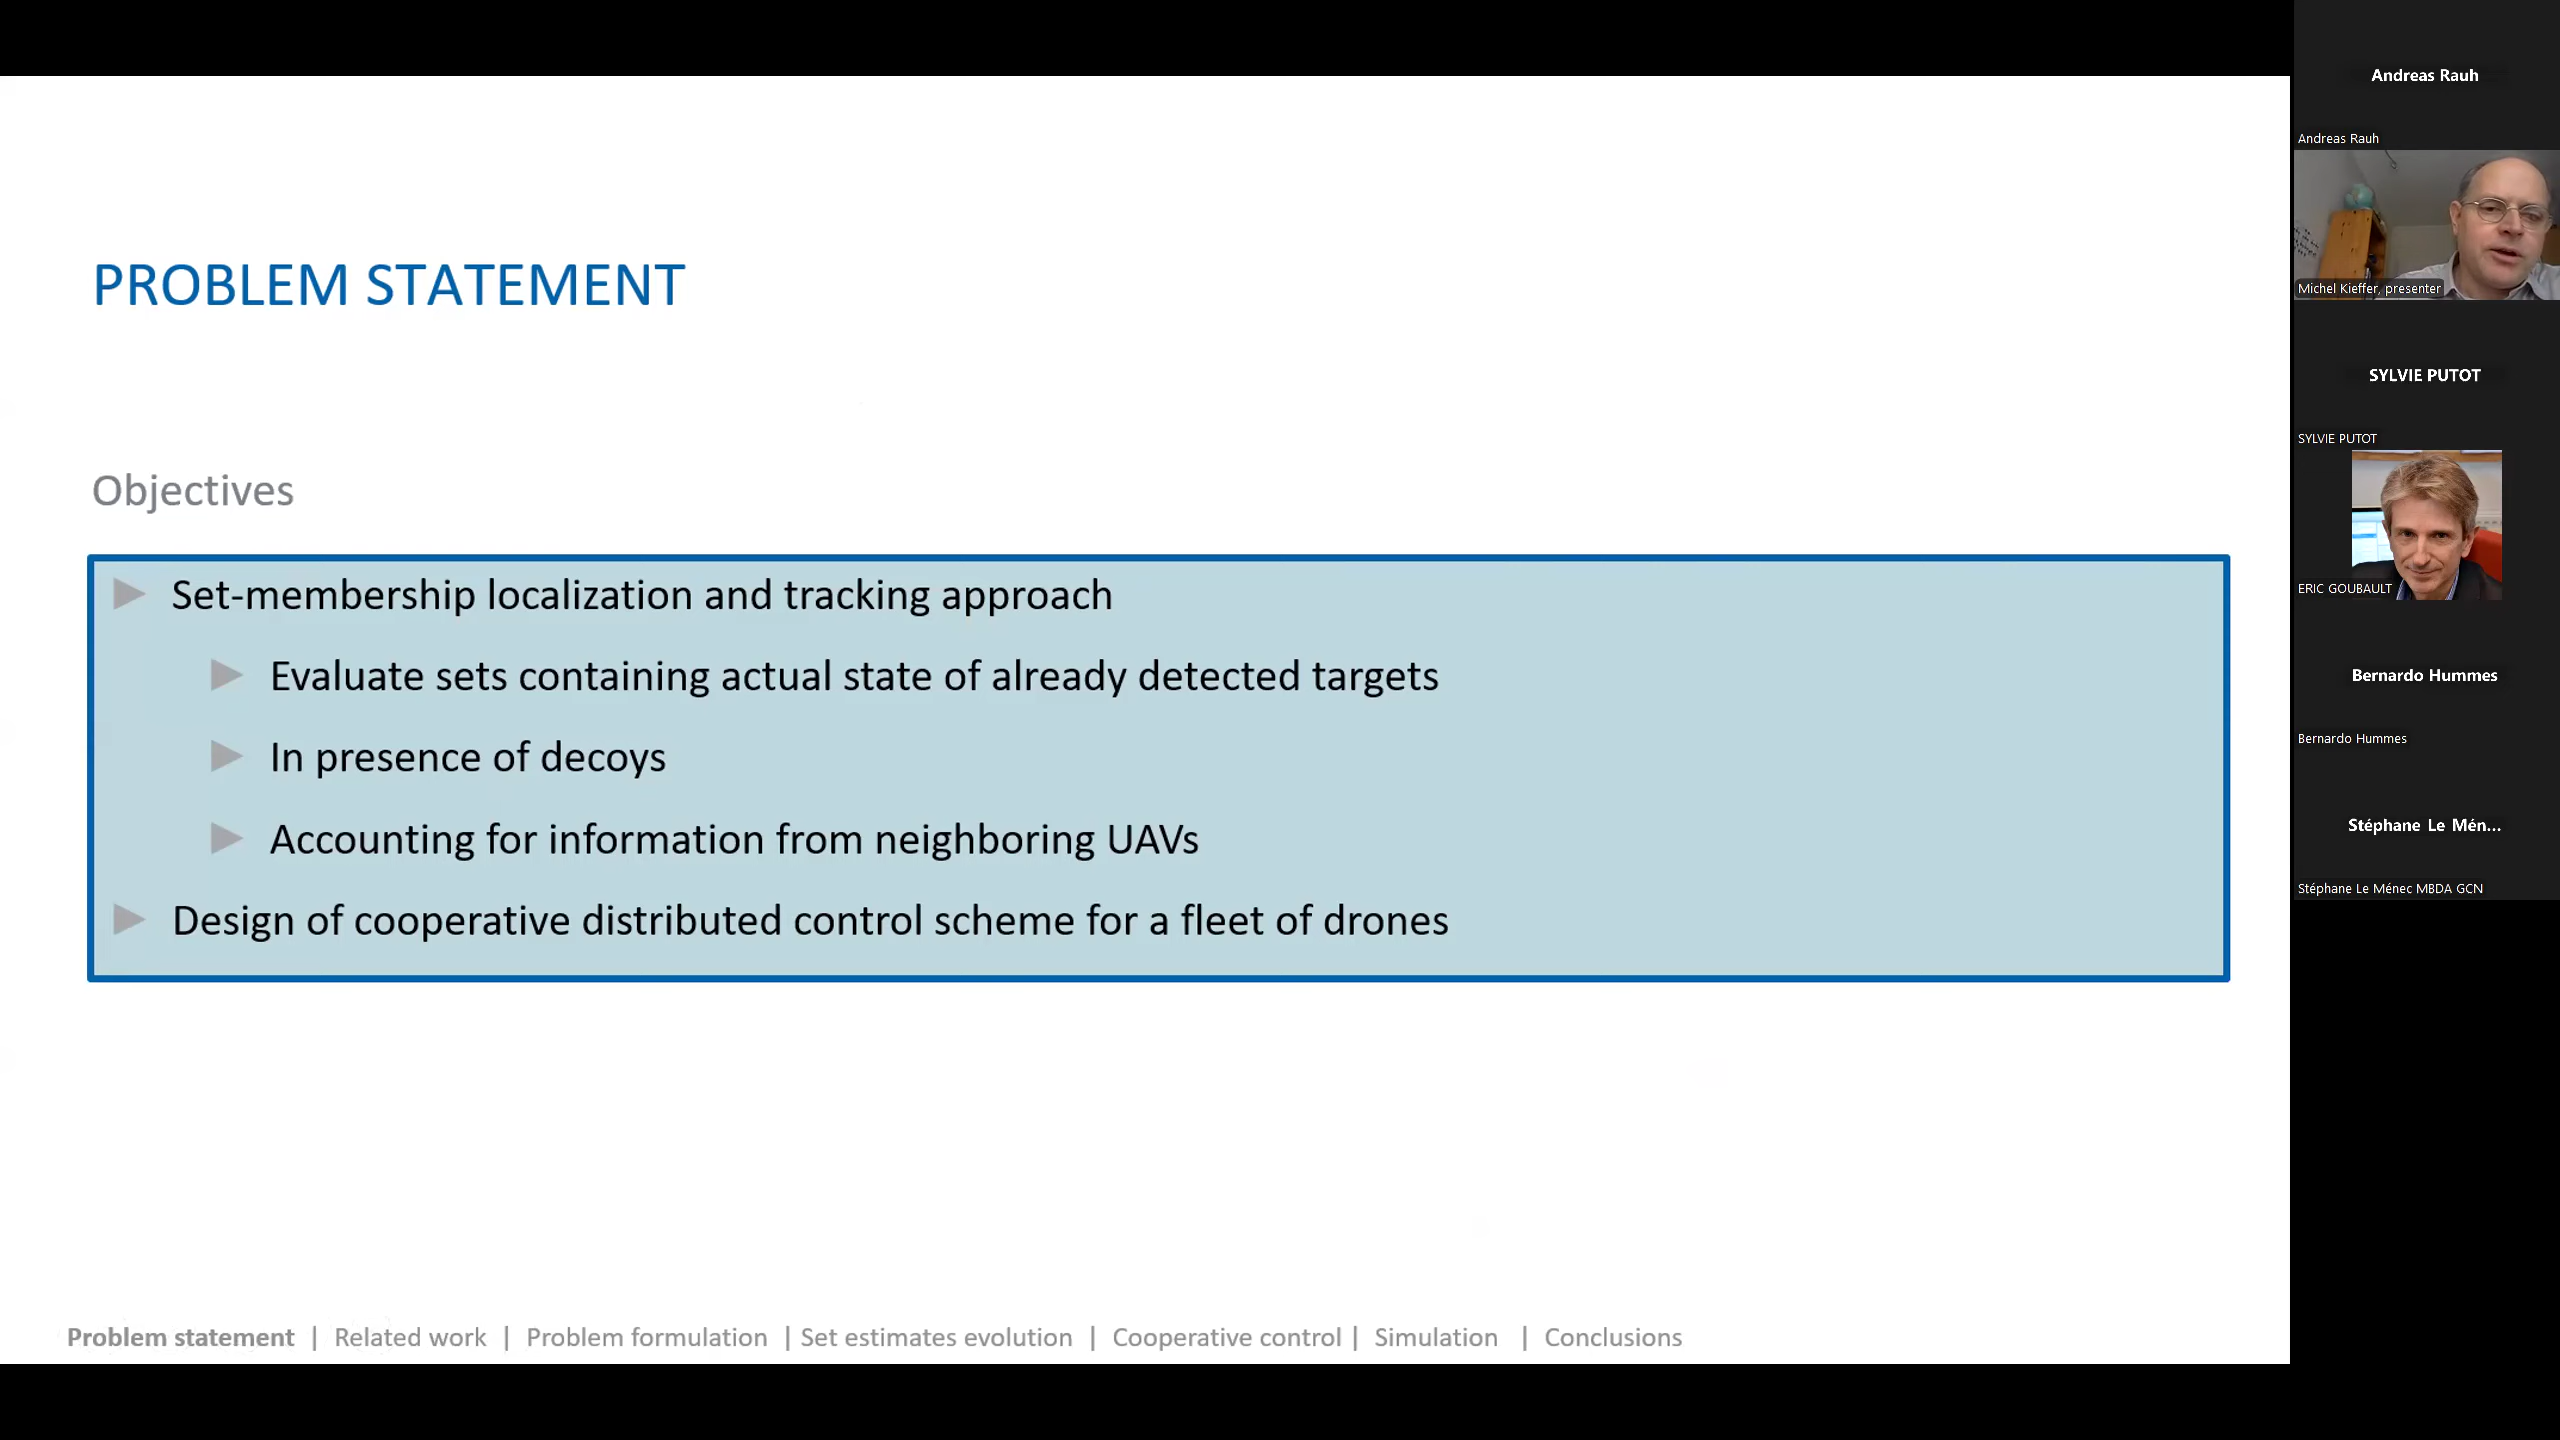 PROBLEM STATEMENT
Objectives
Set-membership localization and tracking approach
Evaluate sets containing actual state of already detected targets
In presence of decoys
Accounting for information from neighboring UAVs
Design of cooperative distributed control scheme for a fleet of drones
Problem statement | Related work | Problem formulation | Set estimates evolution | Cooperative control | Simulation | Conclusions
Andreas Rauh
Andreas Rauh
Michel Kieffer, presenter
SYLVIE PUTOT
SYLVIE PUTOT
ERIC GOUBAULT
Bernardo Hummes
Bernardo Hummes
Stéphane Le Mén...
Stéphane Le Ménec MBDA GCN